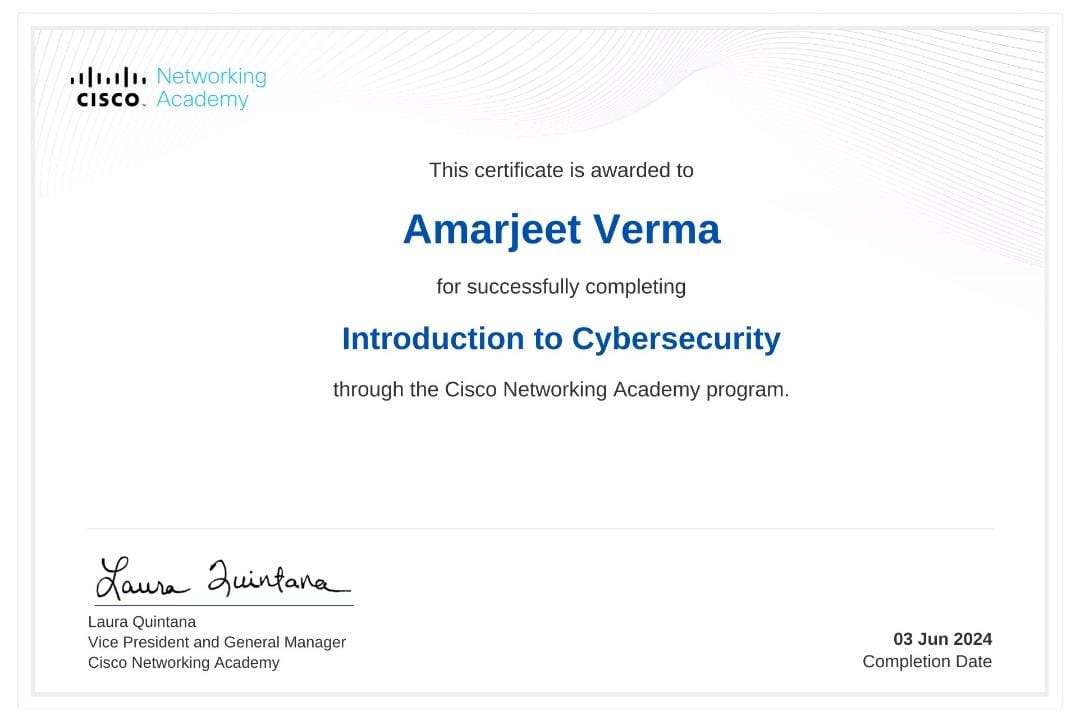 CISCO Networking
Academy
This certificate is awarded to
Amarjeet Verma
for successfully completing
Introduction to Cybersecurity
through the Cisco Networking Academy program.
Laura Quintana
Laura Quintana
Vice President and General Manager
Cisco Networking Academy
03 Jun 2024
Completion Date